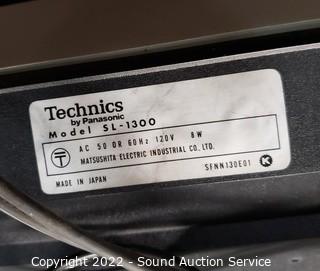 Technics
by Panasonic
Model SL-1300
AC 50 OR 60Hz 120V 8W
MATSUSHITA ELECTRIC INDUSTRIAL CO., LTD.
MADE IN JAPAN
SFNN130E01
K
Copyright 2022 - Sound Auction Service